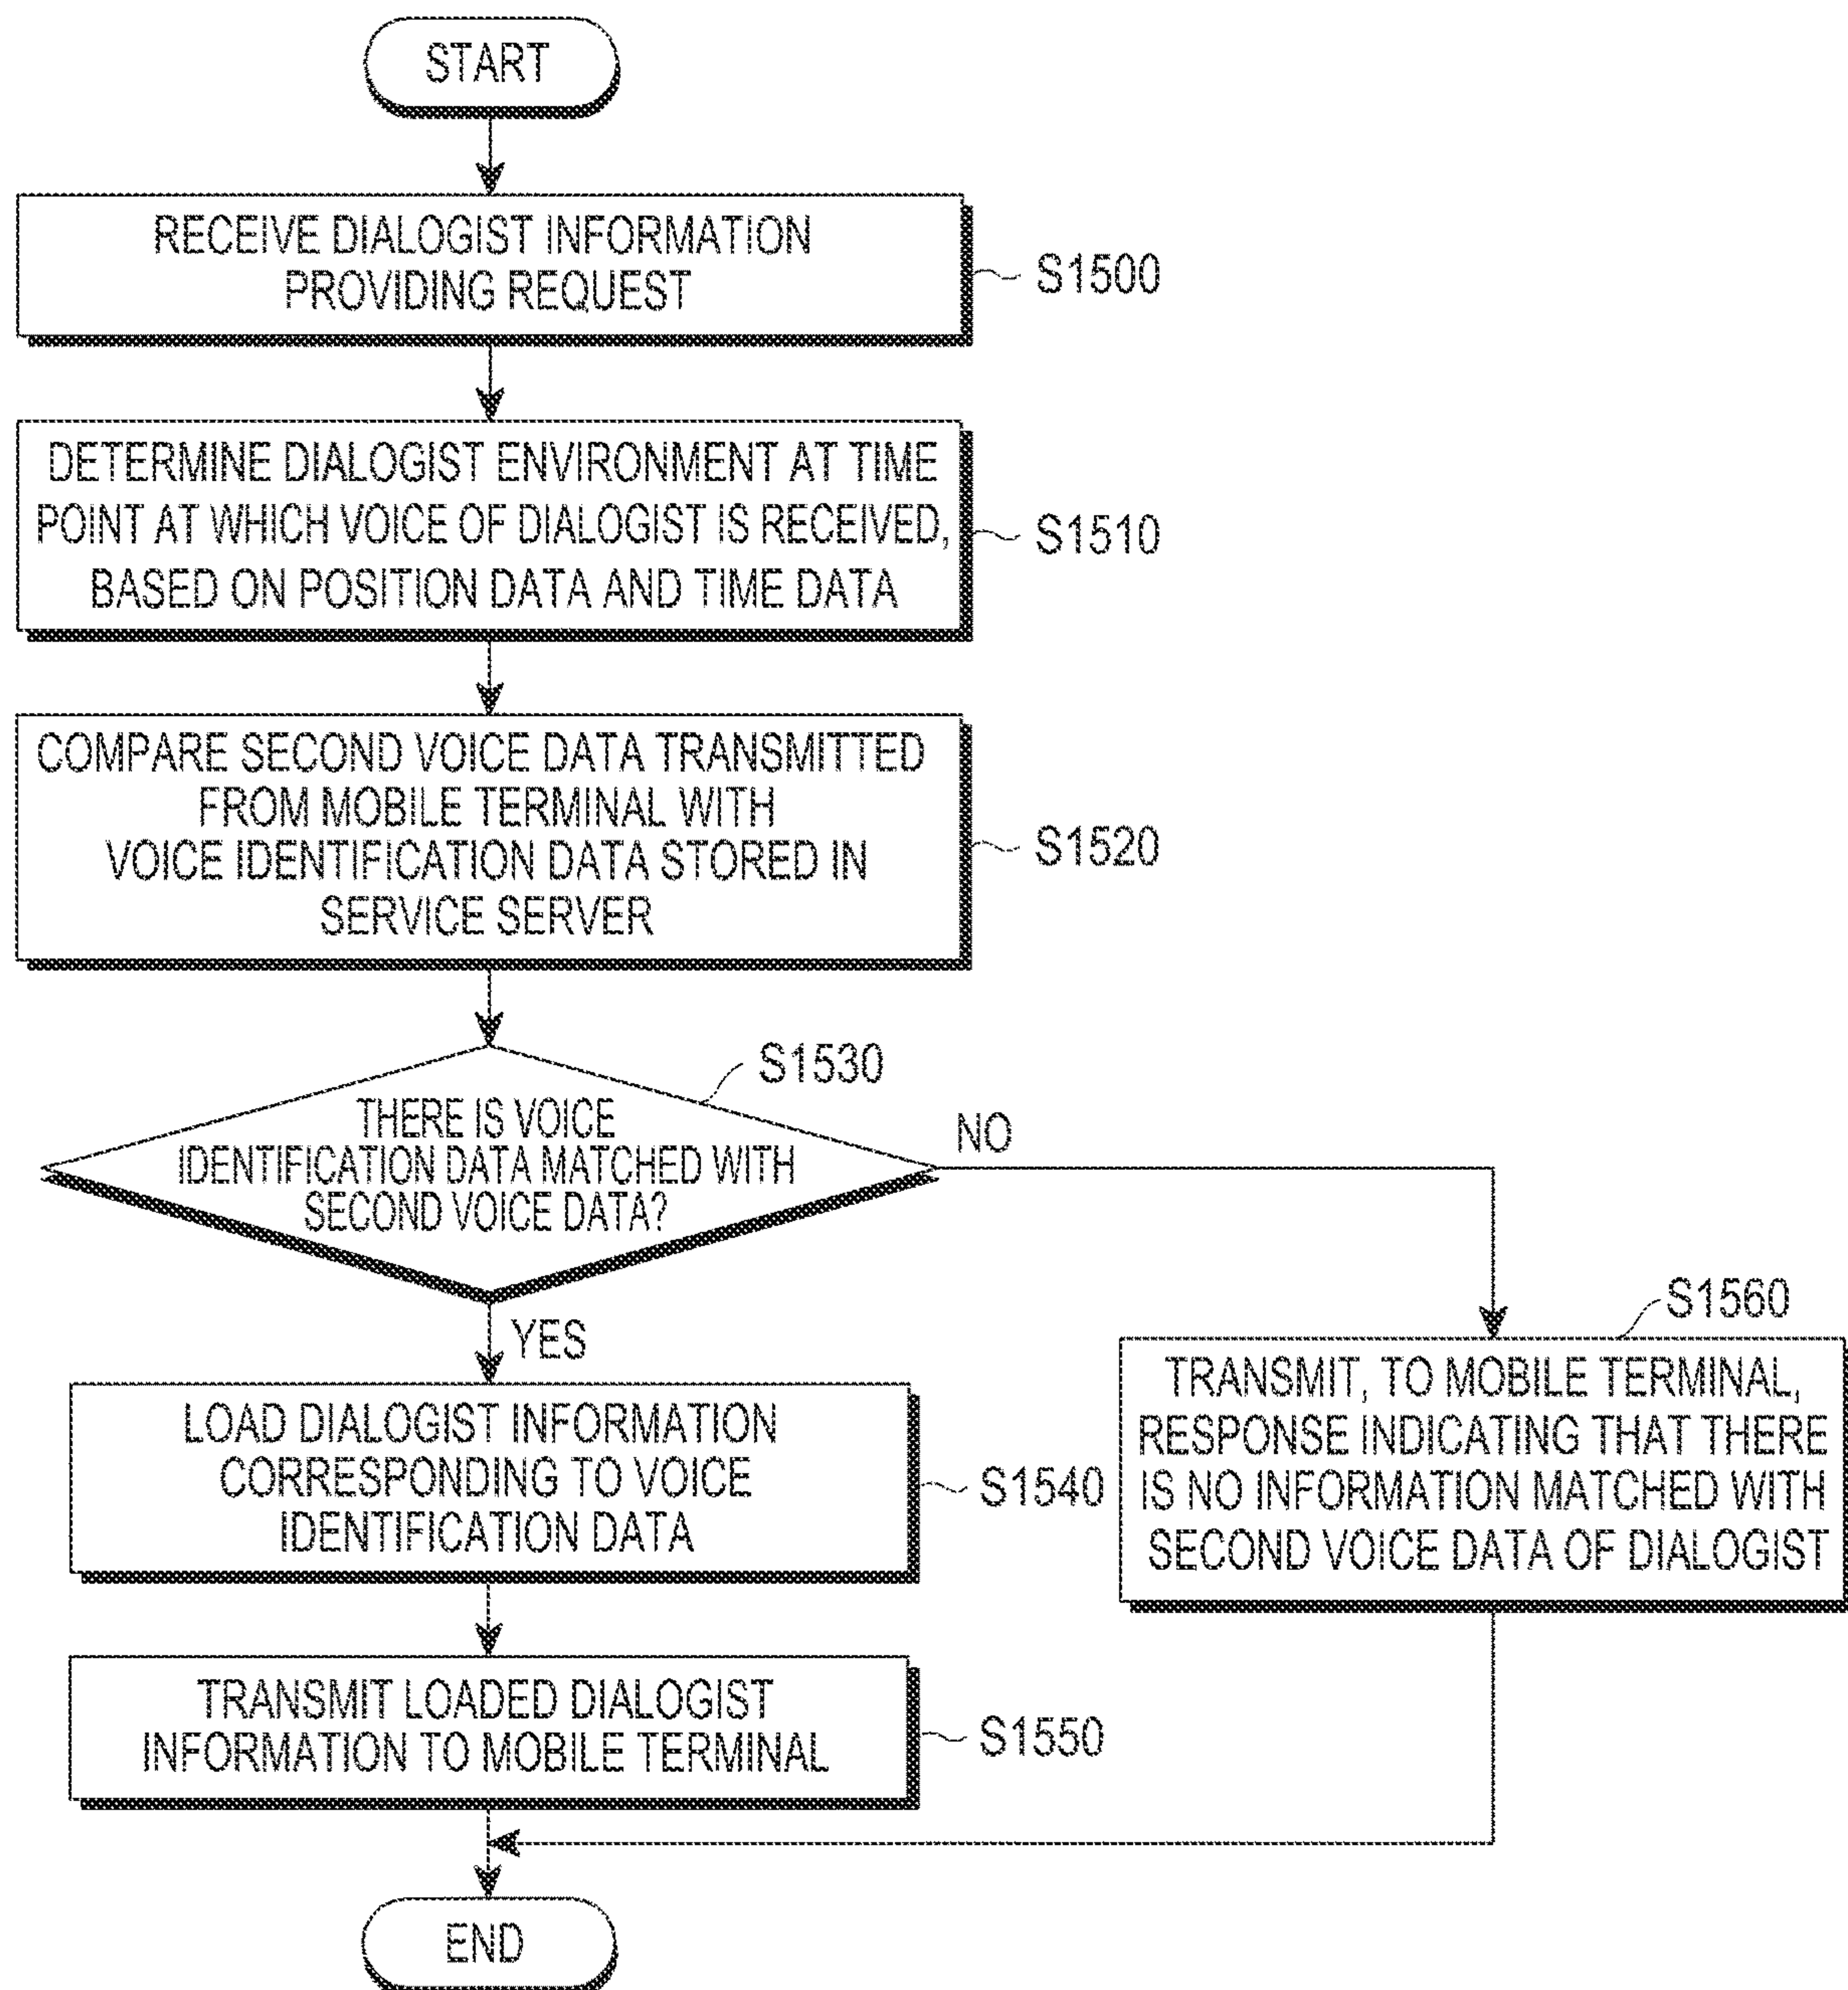 START
RECEIVE DIALOGIST INFORMATION
PROVIDING REQUEST
S1500
DETERMINE DIALOGIST ENVIRONMENT AT TIME
POINT AT WHICH VOICE OF DIALOGIST IS RECEIVED,
BASED ON POSITION DATA AND TIME DATA
S1510
COMPARE SECOND VOICE DATA TRANSMITTED
FROM MOBILE TERMINAL WITH
VOICE IDENTIFICATION DATA STORED IN
SERVICE SERVER
S1520
S1530
THERE IS VOICE
IDENTIFICATION DATA MATCHED WITH
SECOND VOICE DATA?
NO
YES
LOAD DIALOGIST INFORMATION
CORRESPONDING TO VOICE
IDENTIFICATION DATA
S1540
S1560
TRANSMIT, TO MOBILE TERMINAL,
RESPONSE INDICATING THAT THERE
IS NO INFORMATION MATCHED WITH
SECOND VOICE DATA OF DIALOGIST
TRANSMIT LOADED DIALOGIST
INFORMATION TO MOBILE TERMINAL
S1550
END